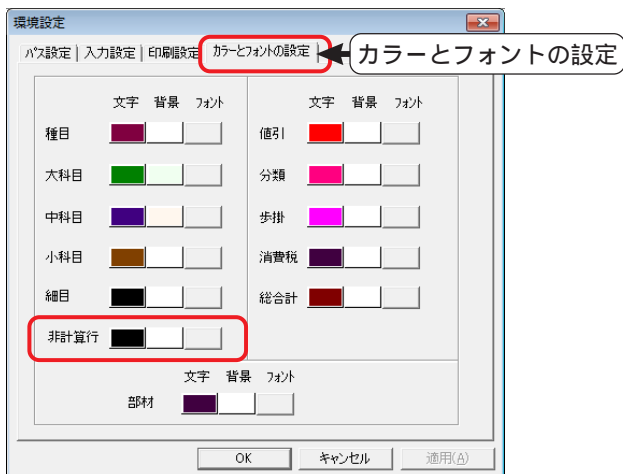 環境設定
パス設定 入力設定 印刷設定 カラーとフォントの設定
カラーとフォントの設定
文字 背景 フォント
文字 背景 フォント
種目
値引
大科目
分類
中科目
歩掛
小科目
消費税
細目
総合計
非計算行
文字 背景 フォント
部材
OK キャンセル 適用(A)